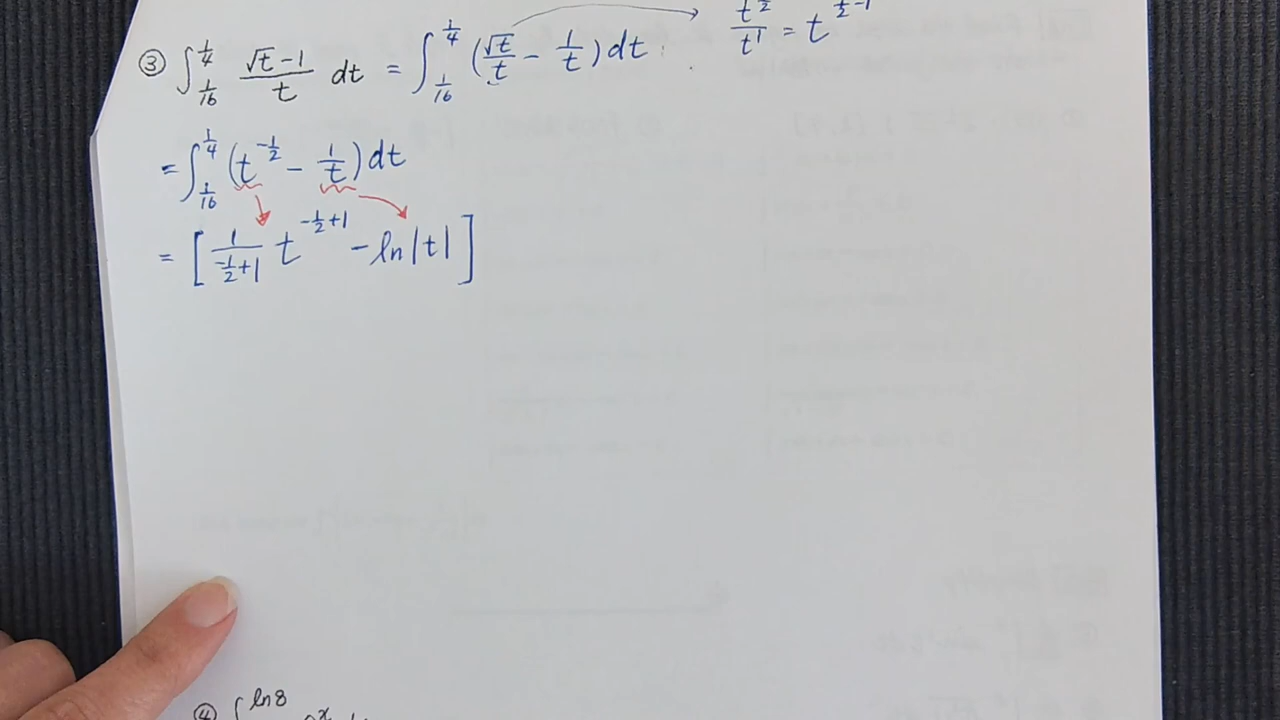 ③ ∫_{1/16}^{1/4} (√t-1)/t dt = ∫_{1/16}^{1/4} (√t/t - 1/t) dt
t^{1/2}/t^1 = t^{1/2-1}
= ∫_{1/16}^{1/4} (t^{-1/2} - 1/t) dt
= [ 1/(-1/2+1) t^{-1/2+1} - ln|t| ]
④ ∫^{ln8}